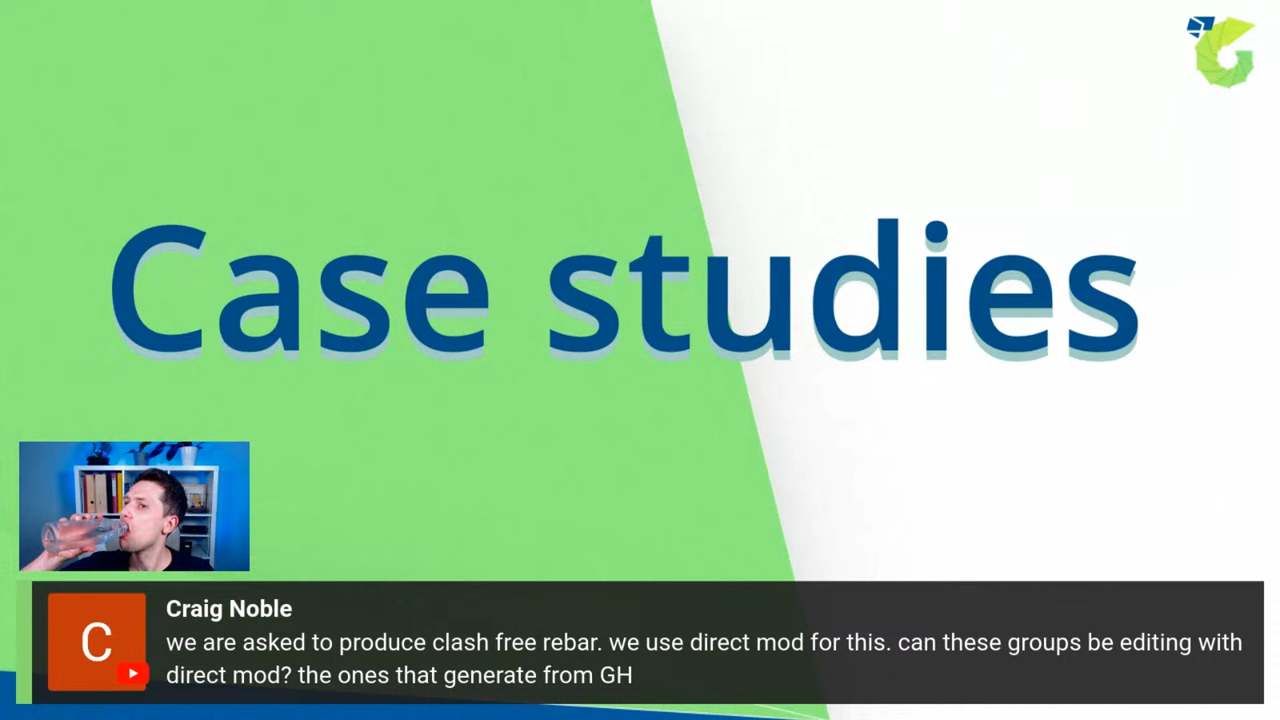 Case studies
Craig Noble
C
we are asked to produce clash free rebar. we use direct mod for this. can these groups be editing with
direct mod? the ones that generate from GH